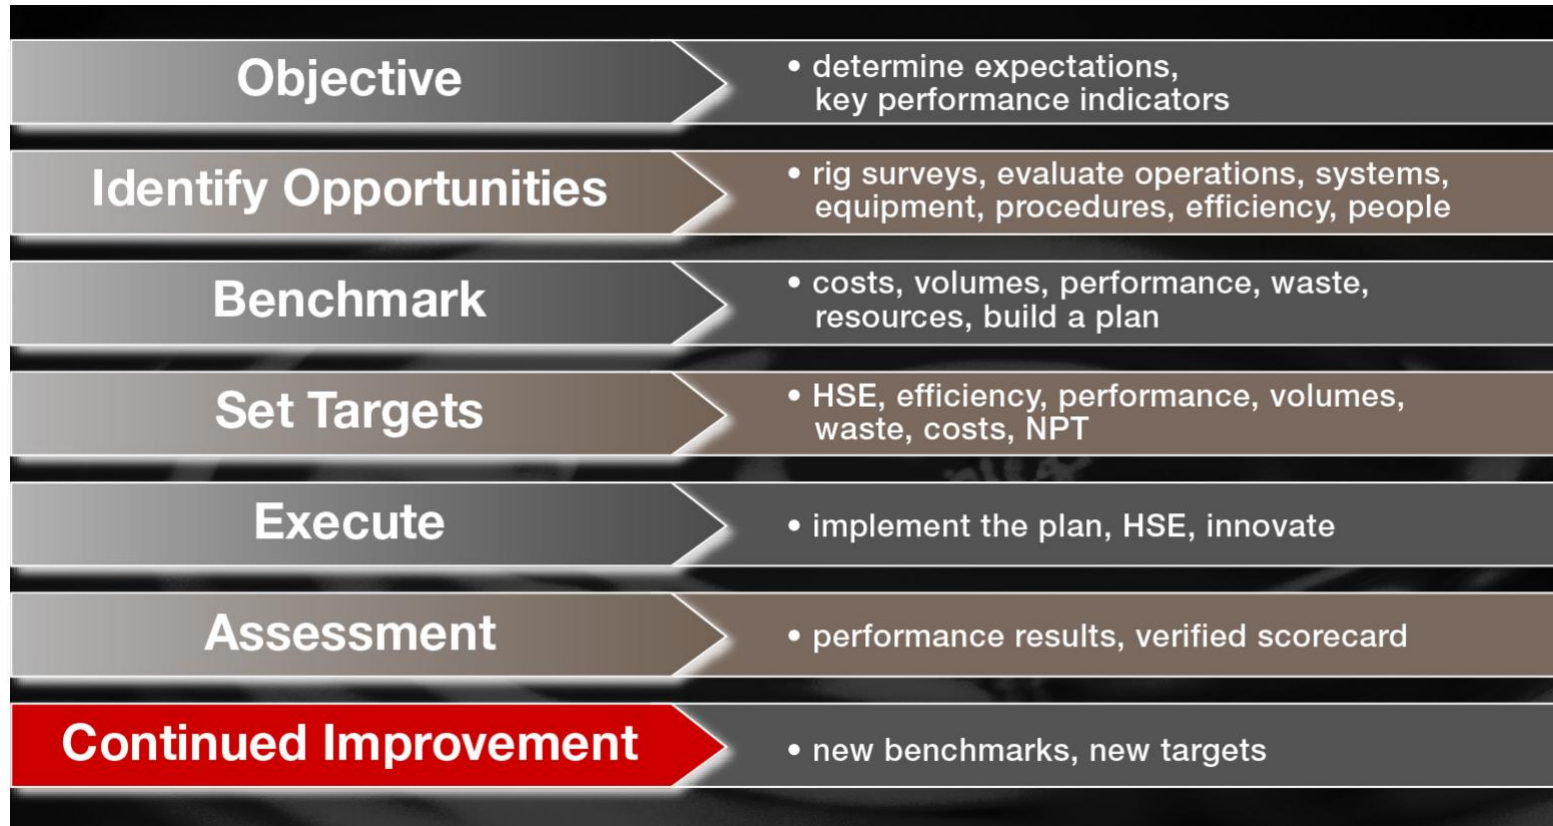 Objective
• determine expectations,
key performance indicators
Identify Opportunities
• rig surveys, evaluate operations, systems,
equipment, procedures, efficiency, people
Benchmark
• costs, volumes, performance, waste,
resources, build a plan
Set Targets
• HSE, efficiency, performance, volumes,
waste, costs, NPT
Execute
• implement the plan, HSE, innovate
Assessment
• performance results, verified scorecard
Continued Improvement
• new benchmarks, new targets